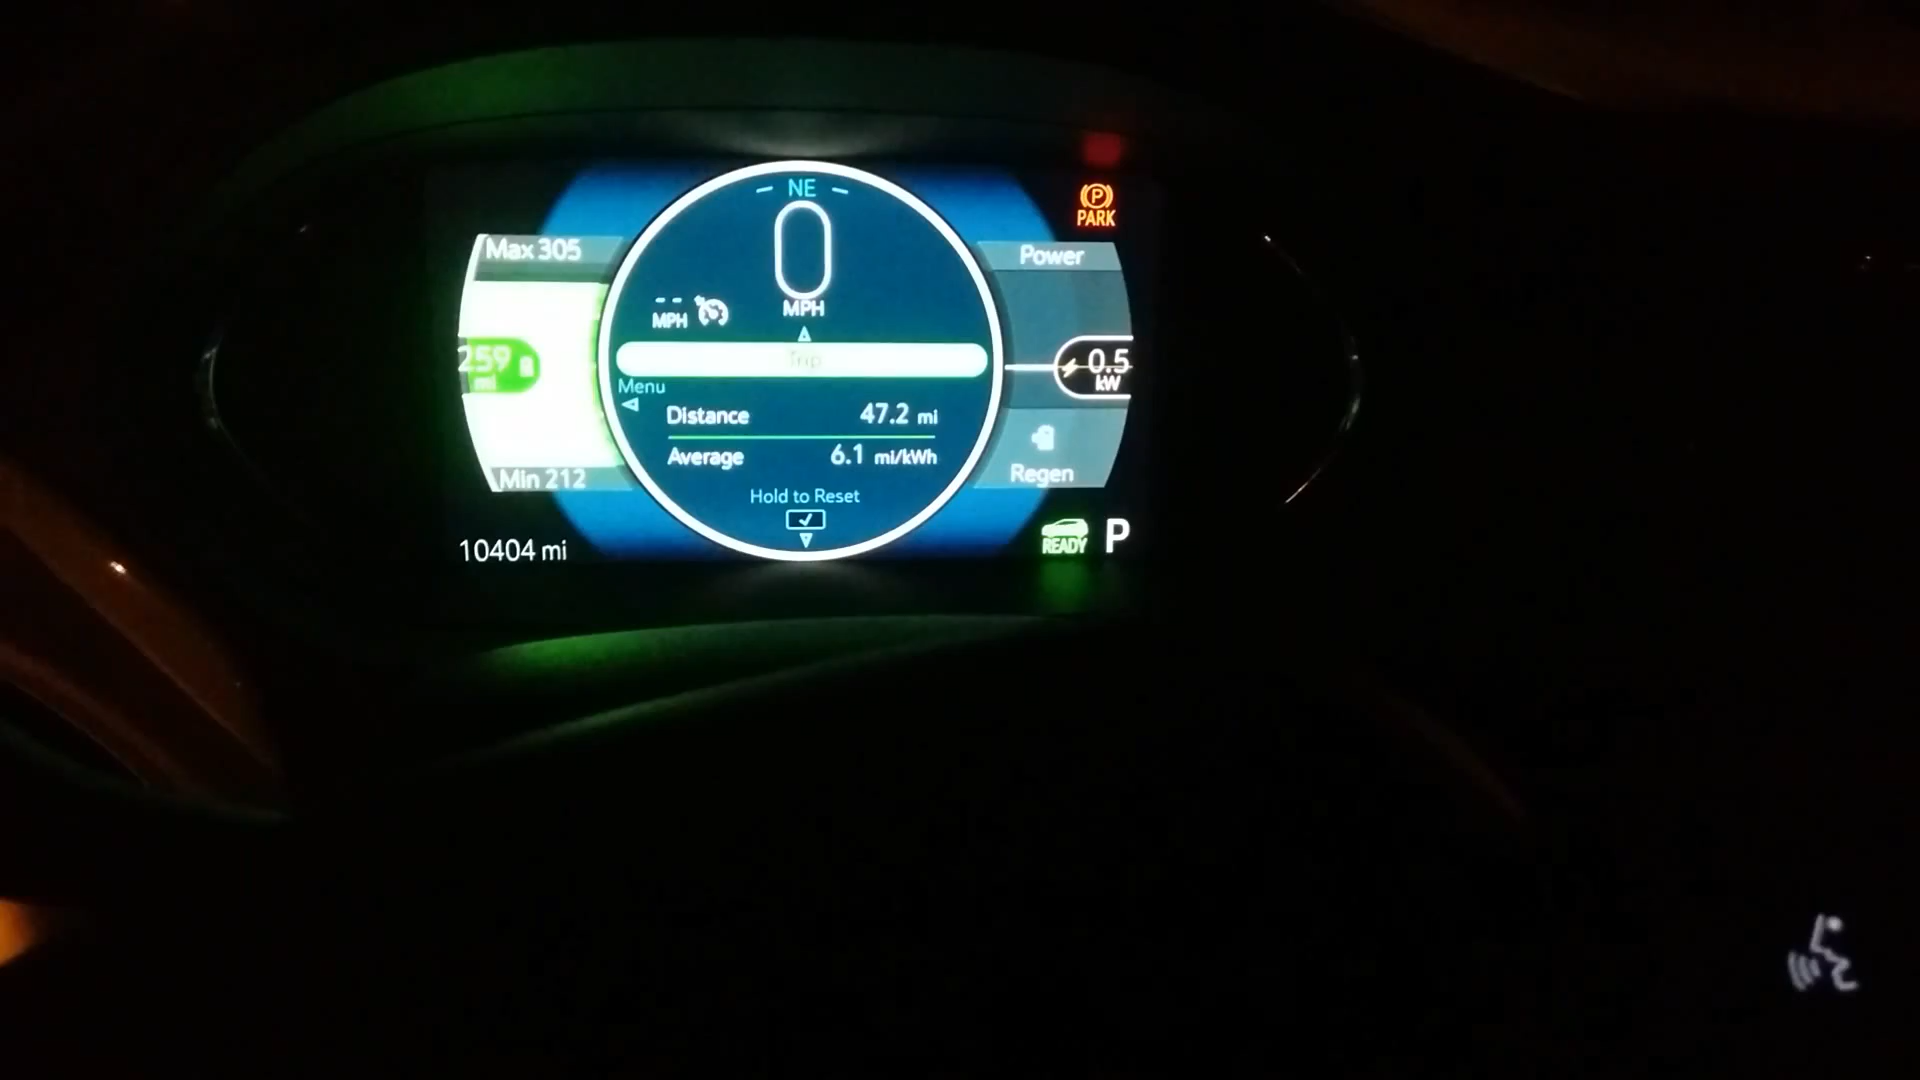 NE
P
PARK
Max 305
Power
0
MPH
-- MPH
Trip
259
mi
0.5
kW
Menu
Distance 47.2 mi
Average 6.1 mi/kWh
Regen
Min 212
Hold to Reset
10404 mi
READY P